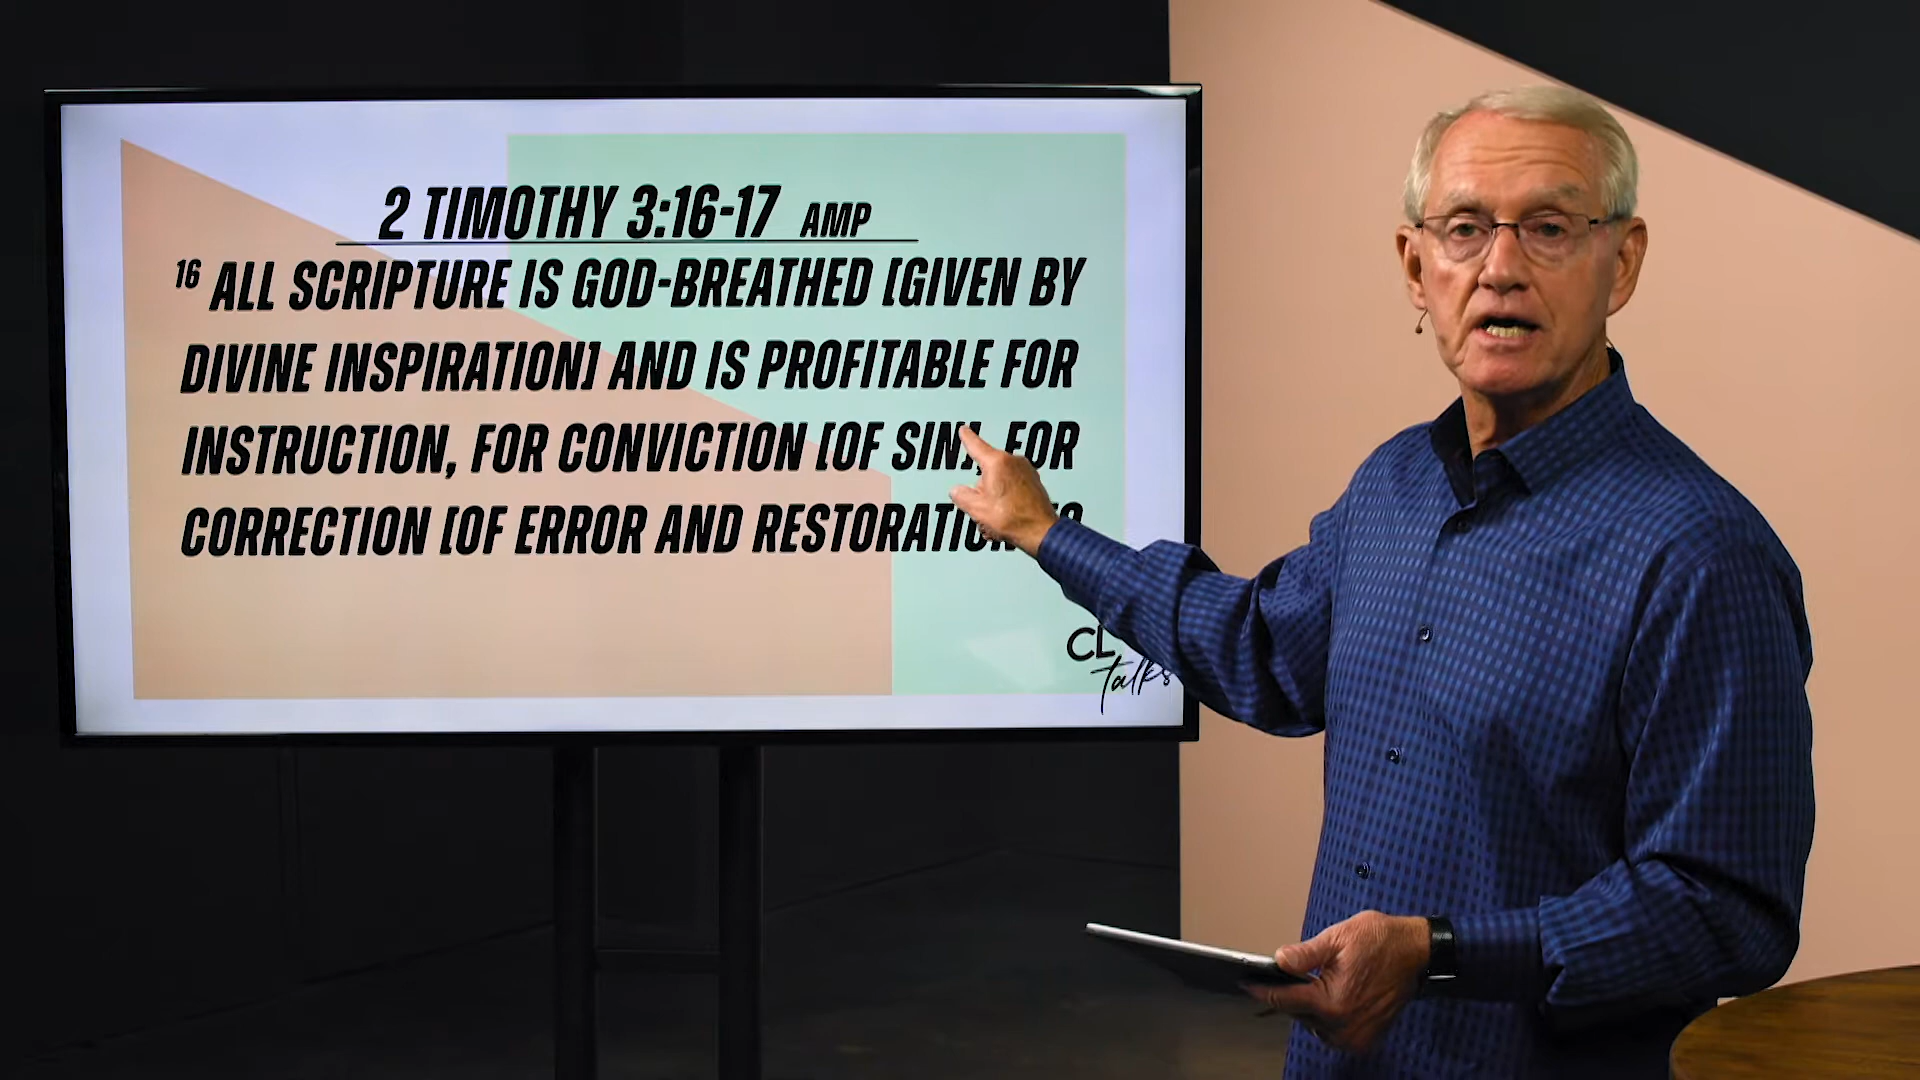 2 TIMOTHY 3:16-17 AMP
16 ALL SCRIPTURE IS GOD-BREATHED [GIVEN BY
DIVINE INSPIRATION] AND IS PROFITABLE FOR
INSTRUCTION, FOR CONVICTION [OF SIN], FOR
CORRECTION [OF ERROR AND RESTORATION
CL
talks